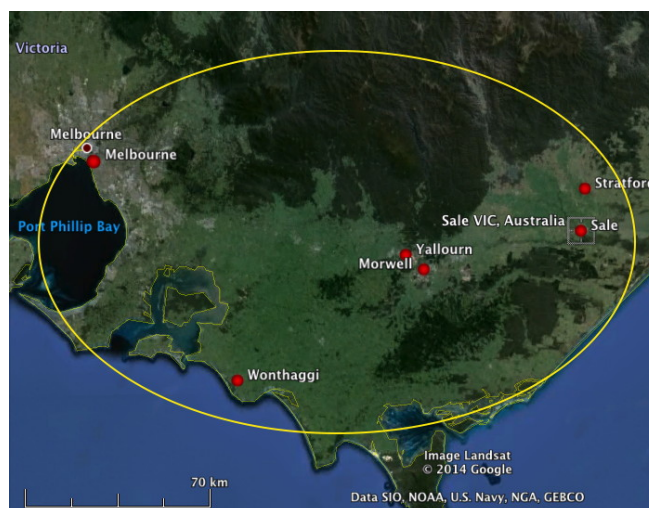 Victoria
Melbourne
Melbourne
Stratford
Sale VIC, Australia
Sale
Port Phillip Bay
Yallourn
Morwell
Wonthaggi
Image Landsat
© 2014 Google
70 km
Data SIO, NOAA, U.S. Navy, NGA, GEBCO